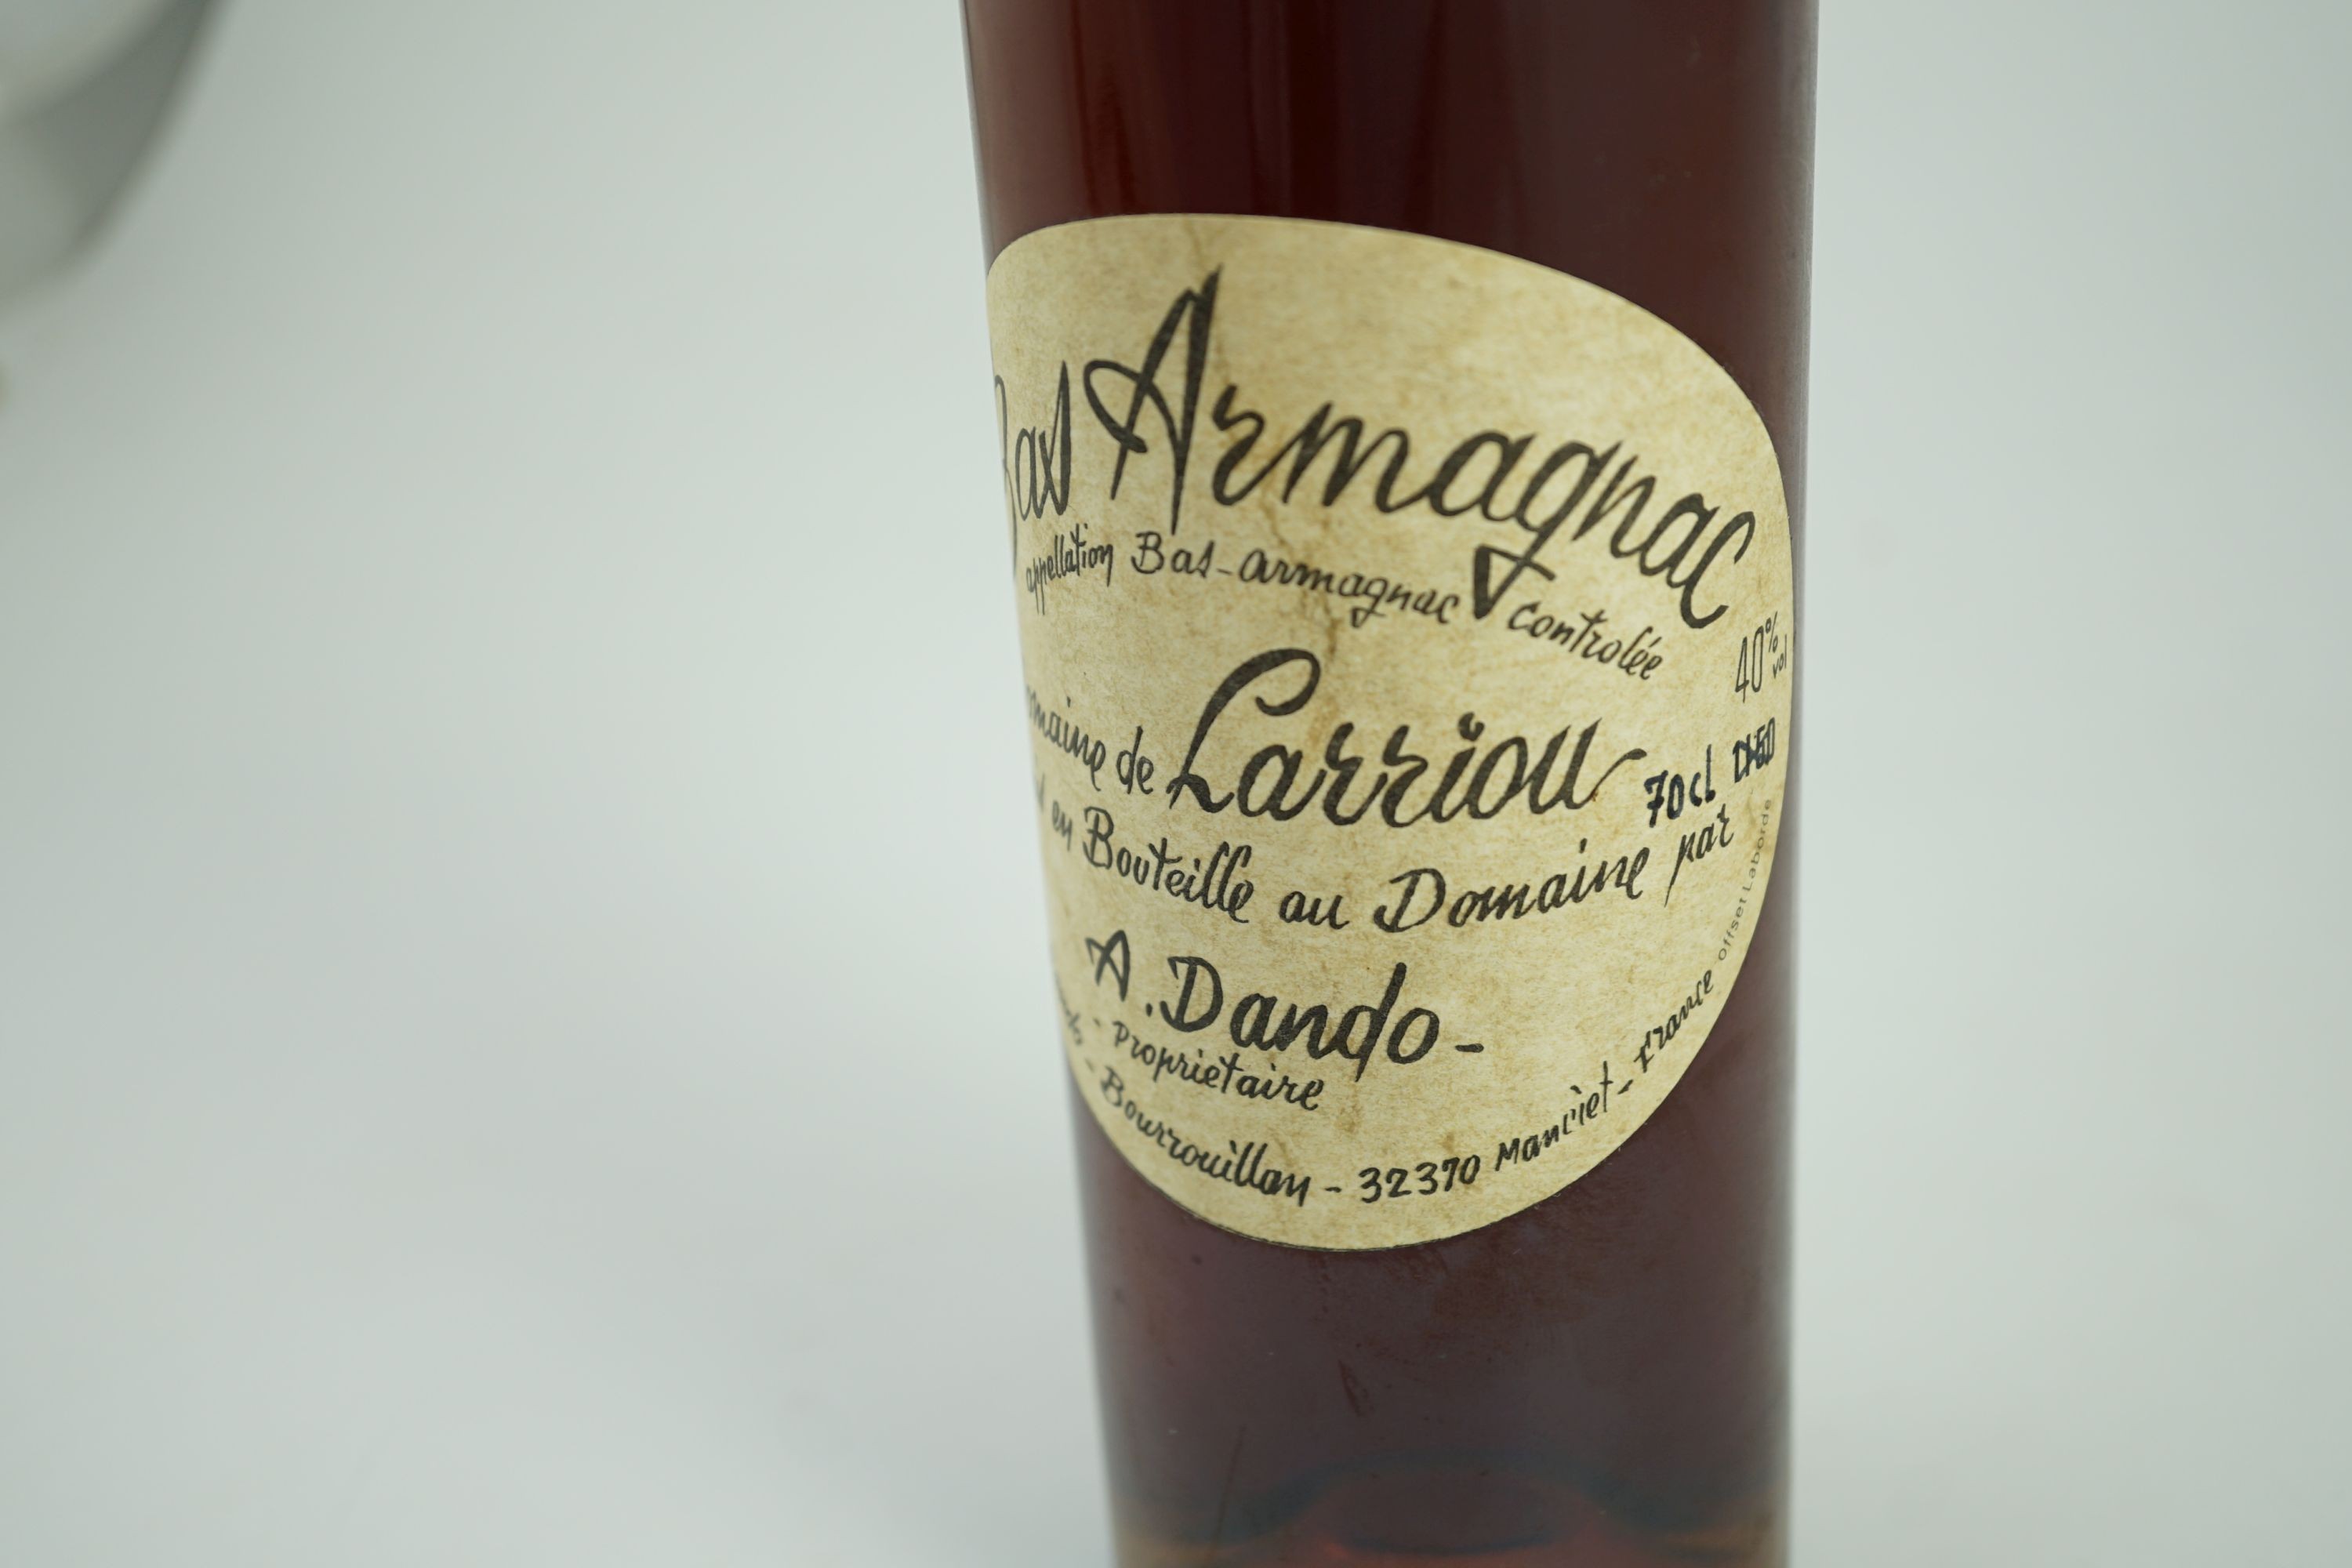 Bas Armagnac
appellation Bas-armagnac controlée
40% vol
Domaine de Larriou
70cl
en Bouteille au Domaine par
A. Dando -
propriétaire
- Bourrouillan - 32370 Manciet - France
Offset Laborde